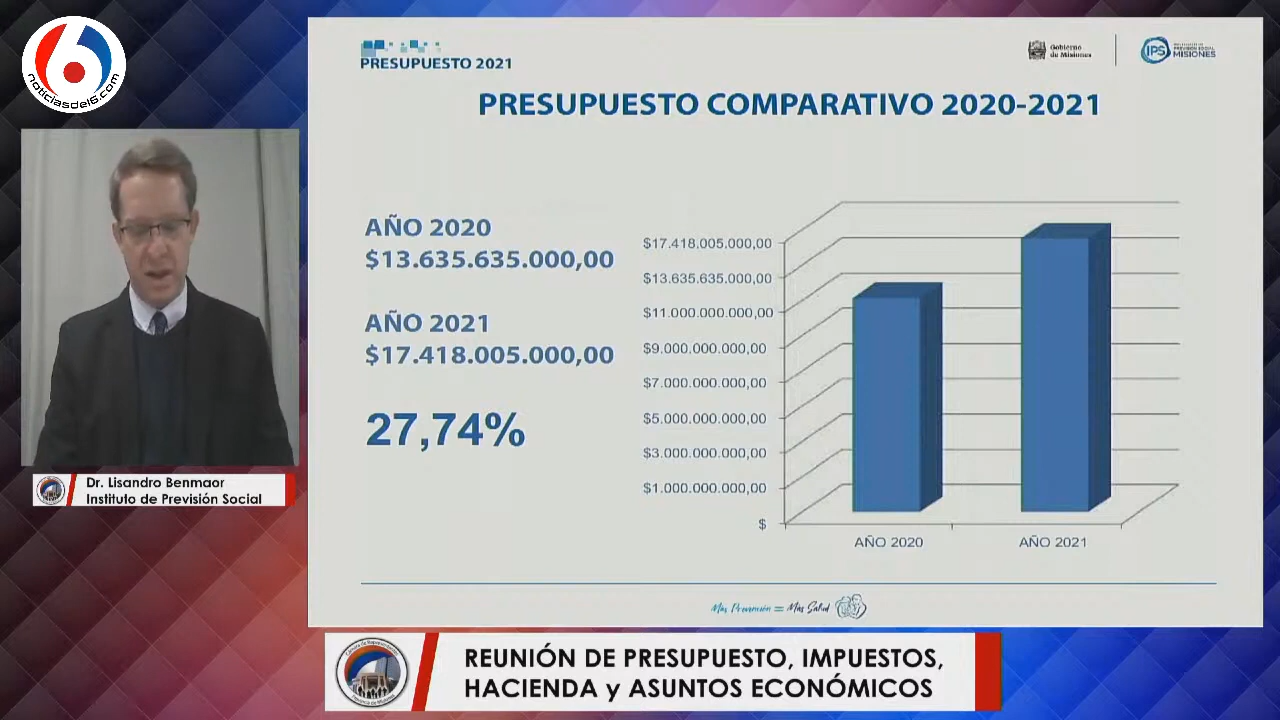 noticiasdel6.com
PRESUPUESTO 2021
Gobierno
de Misiones
IPS
MISIONES
PRESUPUESTO COMPARATIVO 2020-2021
AÑO 2020
$13.635.635.000,00
AÑO 2021
$17.418.005.000,00
27,74%
$17.418.005.000,00
$13.635.635.000,00
$11.000.000.000,00
$9.000.000.000,00
$7.000.000.000,00
$5.000.000.000,00
$3.000.000.000,00
$1.000.000.000,00
$
AÑO 2020
AÑO 2021
Más Prevención = Más Salud
Dr. Lisandro Benmaor
Instituto de Previsión Social
REUNIÓN DE PRESUPUESTO, IMPUESTOS,
HACIENDA y ASUNTOS ECONÓMICOS